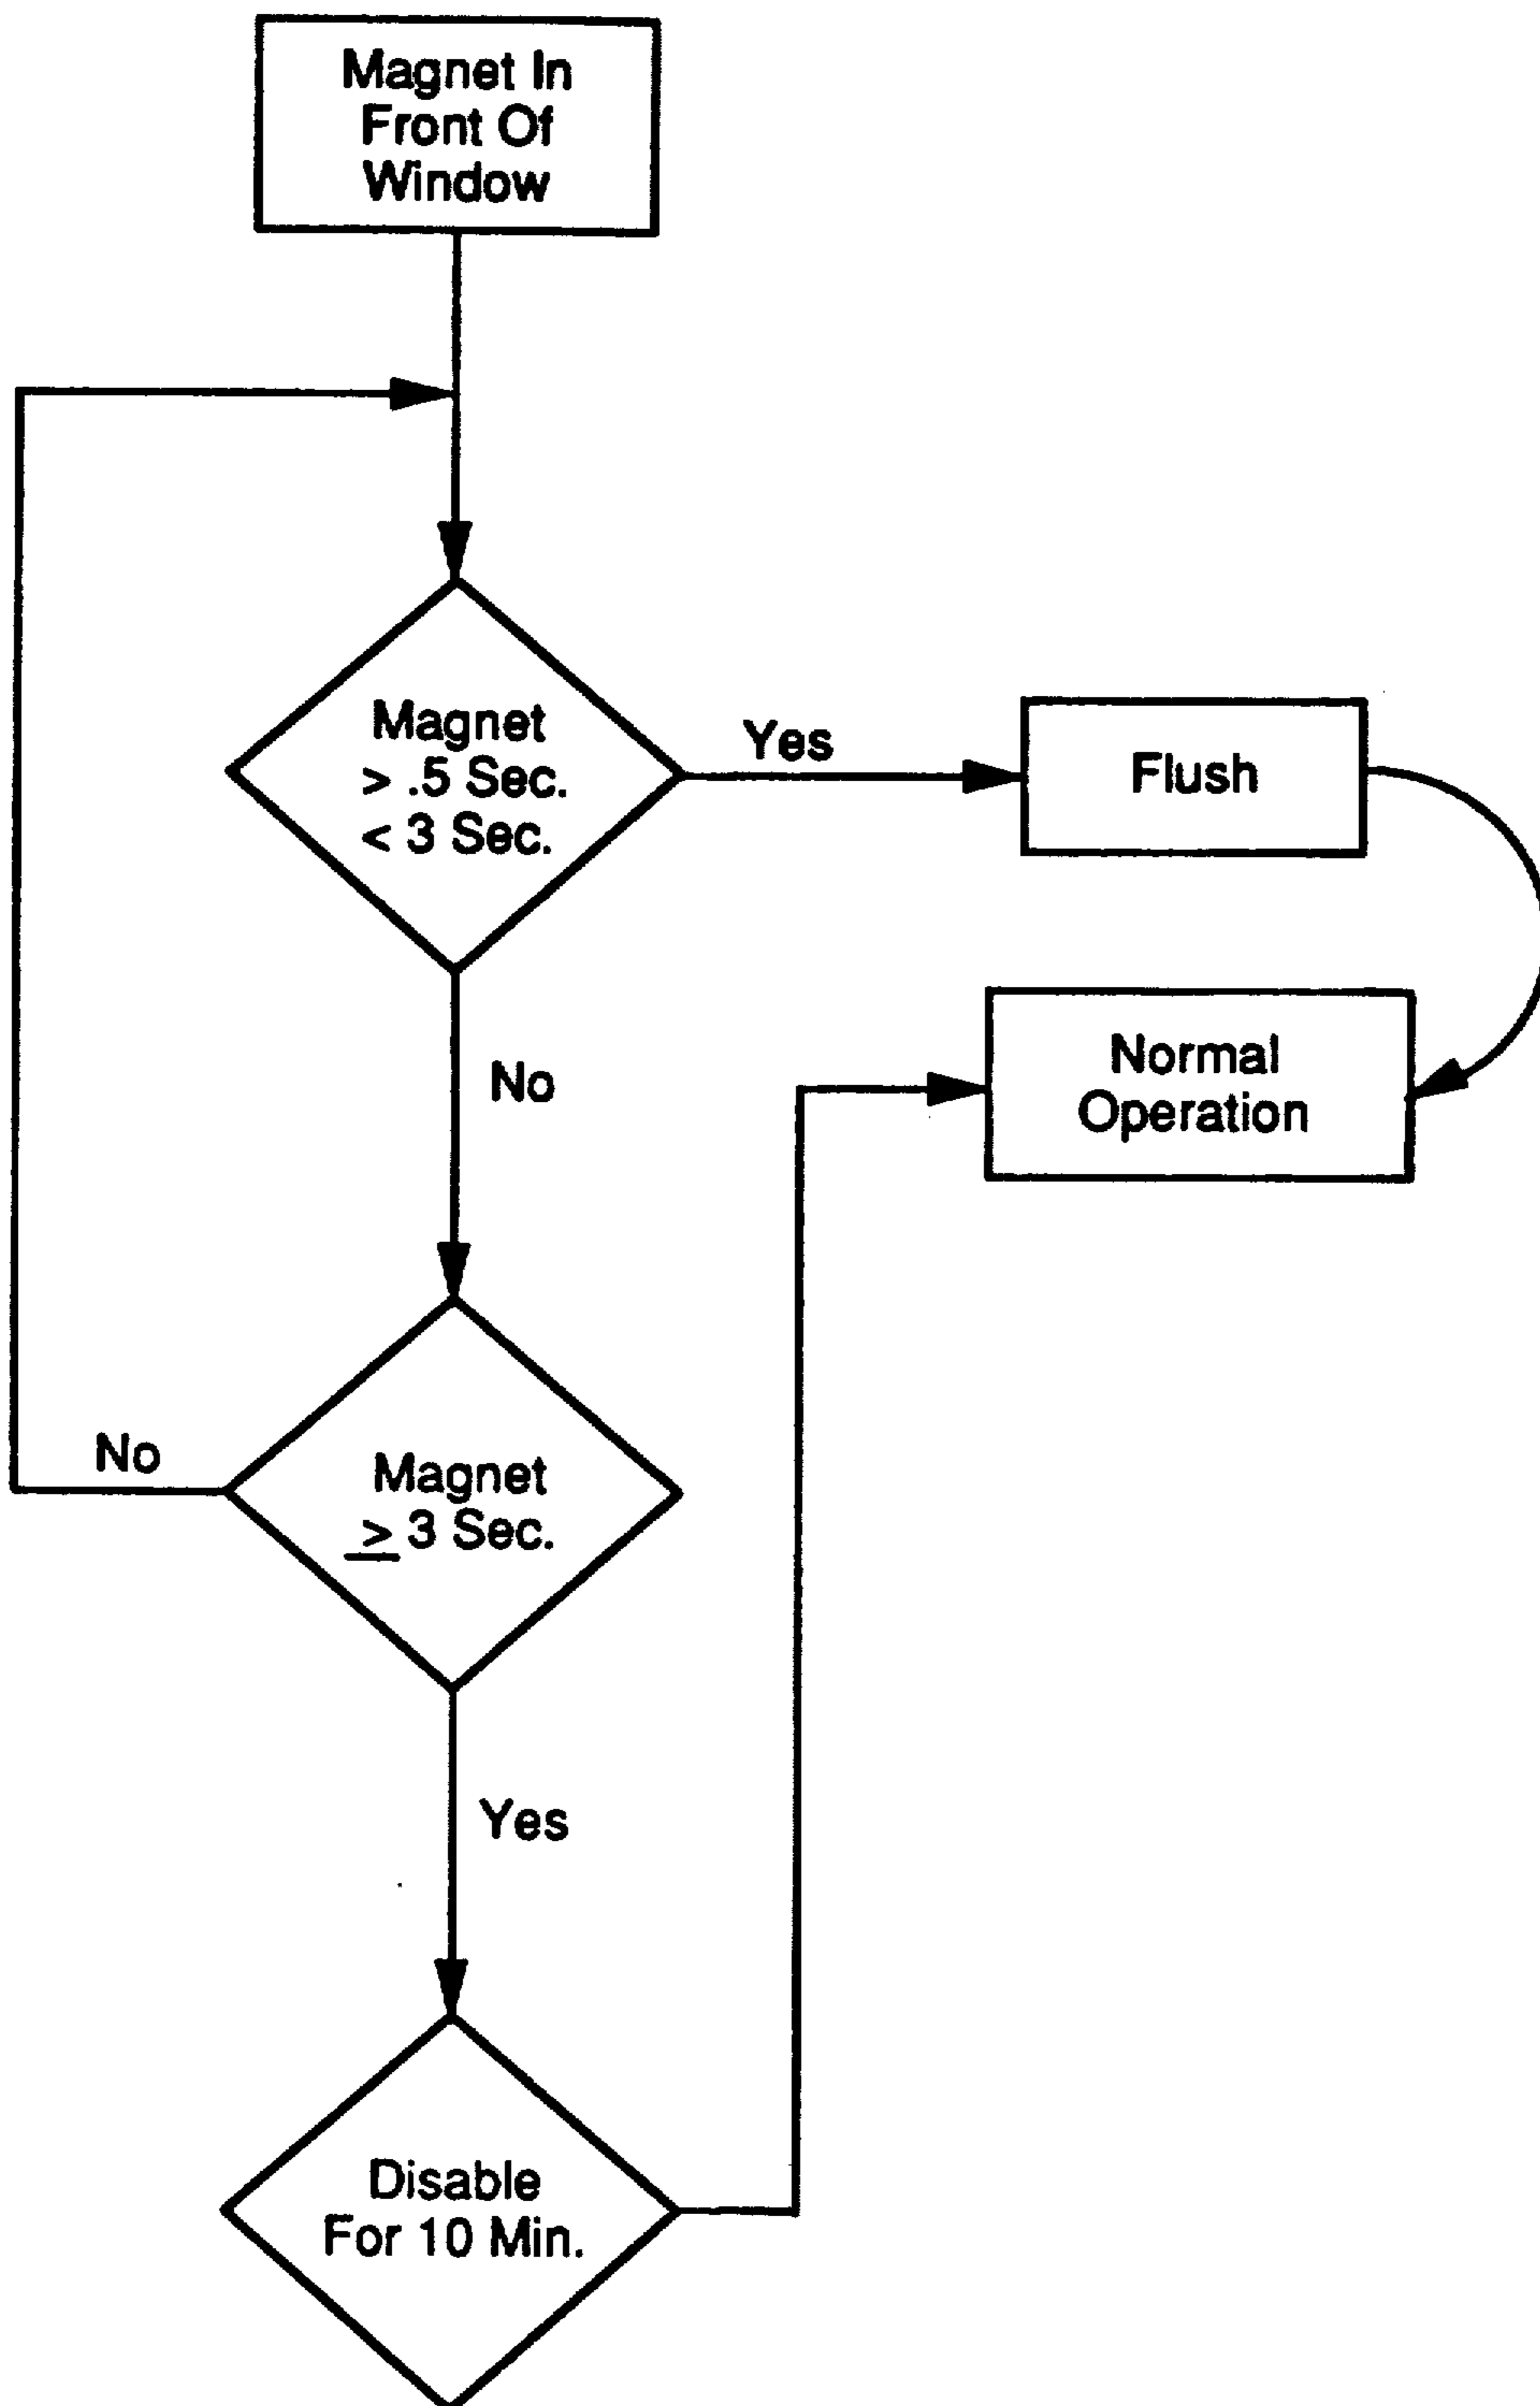 Magnet In
Front Of
Window
Magnet
> .5 Sec.
< 3 Sec.
Yes
Flush
No
Normal
Operation
No
Magnet
≥ 3 Sec.
Yes
Disable
For 10 Min.